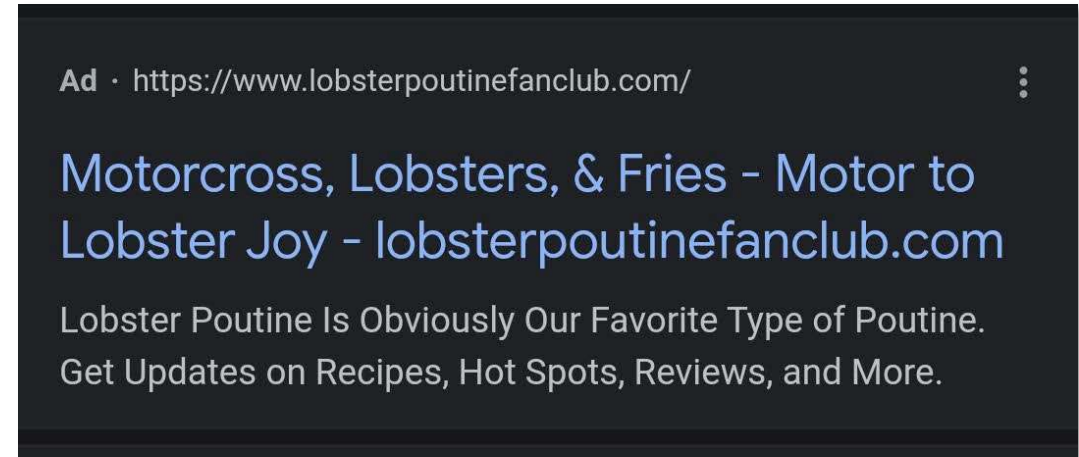 Ad · https://www.lobsterpoutinefanclub.com/
Motorcross, Lobsters, & Fries - Motor to
Lobster Joy - lobsterpoutinefanclub.com
Lobster Poutine Is Obviously Our Favorite Type of Poutine.
Get Updates on Recipes, Hot Spots, Reviews, and More.